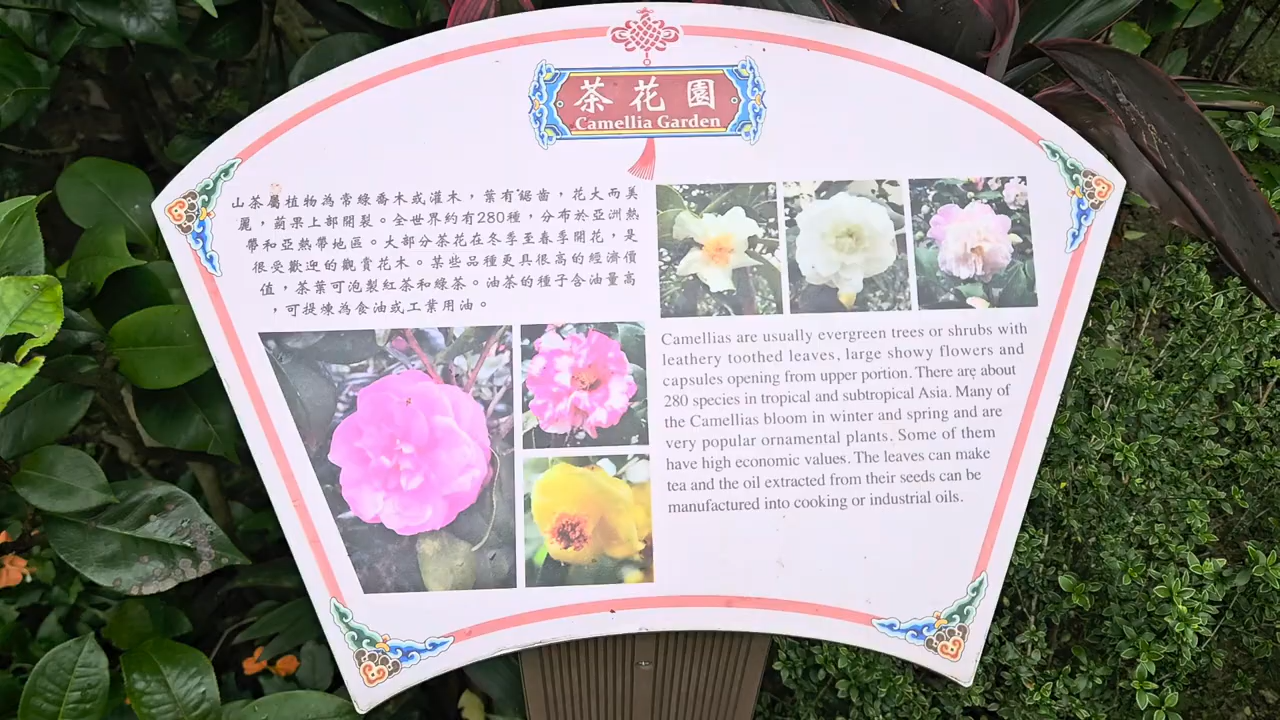 茶花園
Camellia Garden
山茶屬植物為常綠喬木或灌木，葉有鋸齒，花大而美
麗，蒴果上部開裂。全世界約有280種，分布於亞洲熱
帶和亞熱帶地區。大部分茶花在冬季至春季開花，是
很受歡迎的觀賞花木。某些品種更具很高的經濟價
值，茶葉可泡製紅茶和綠茶。油茶的種子含油量高
，可提煉為食油或工業用油。
Camellias are usually evergreen trees or shrubs with
leathery toothed leaves, large showy flowers and
capsules opening from upper portion. There are about
280 species in tropical and subtropical Asia. Many of
the Camellias bloom in winter and spring and are
very popular ornamental plants. Some of them
have high economic values. The leaves can make
tea and the oil extracted from their seeds can be
manufactured into cooking or industrial oils.